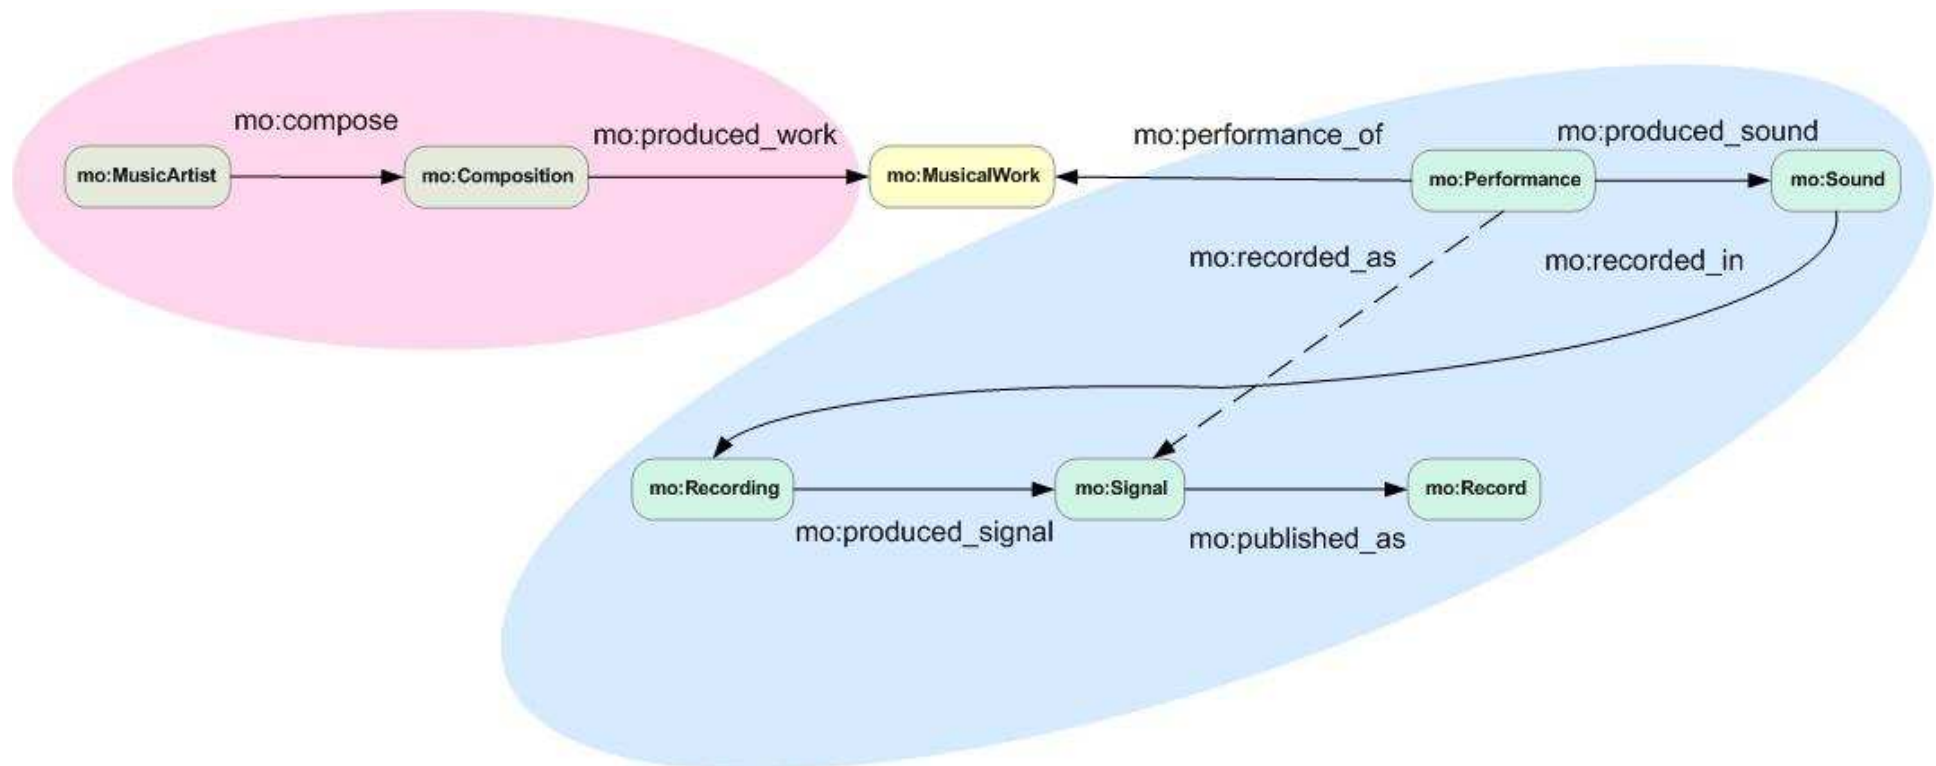 mo:compose
mo:produced_work
mo:performance_of
mo:produced_sound
mo:MusicArtist
mo:Composition
mo:MusicalWork
mo:Performance
mo:Sound
mo:recorded_as
mo:recorded_in
mo:Recording
mo:Signal
mo:Record
mo:produced_signal
mo:published_as